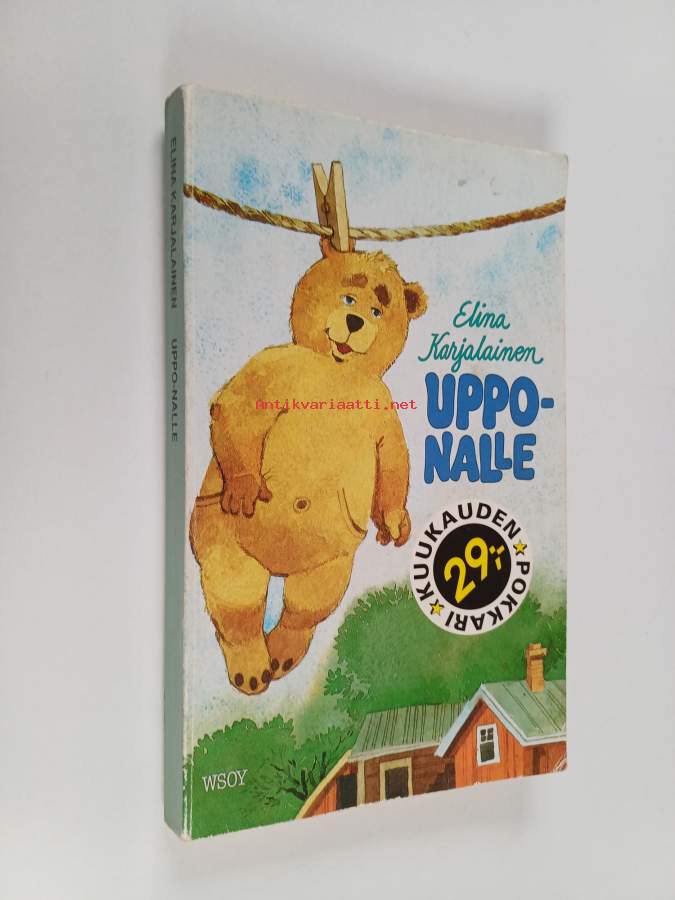 ELINA KARJALAINEN UPPO-NALLE
Elina
Karjalainen
UPPO-
NALLE
★ KUUKAUDEN ★ POKKARI
29:-
WSOY
Antikvariaatti.net